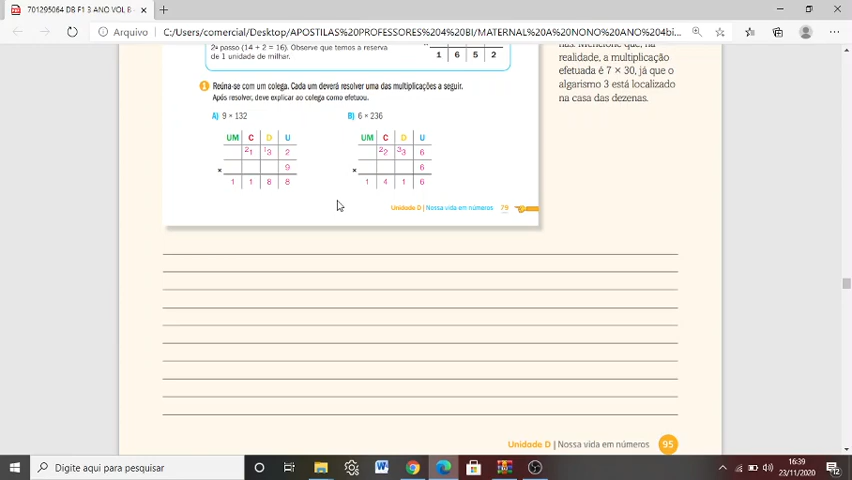 701295064 DB F1 3 ANO VOL B
Arquivo C:/Users/comercial/Desktop/APOSTILAS%20PROFESSORES%204%20BI/MATERNAL%20A%20NONO%20ANO%204bi...
2º passo (14 + 2 = 16). Observe que temos a reserva
de 1 unidade de milhar.
1 6 5 2
nas. Mencione que, na
realidade, a multiplicação
efetuada é 7 × 30, já que o
algarismo 3 está localizado
na casa das dezenas.
Reúna-se com um colega. Cada um deverá resolver uma das multiplicações a seguir.
Após resolver, deve explicar ao colega como efetuou.
A) 9 × 132
UM C D U
2 1 1 3 2
× 9
1 1 8 8
B) 6 × 236
UM C D U
2 2 3 3 6
× 6
1 4 1 6
Unidade D | Nossa vida em números 79
Unidade D | Nossa vida em números 95
Digite aqui para pesquisar
16:39
23/11/2020
12